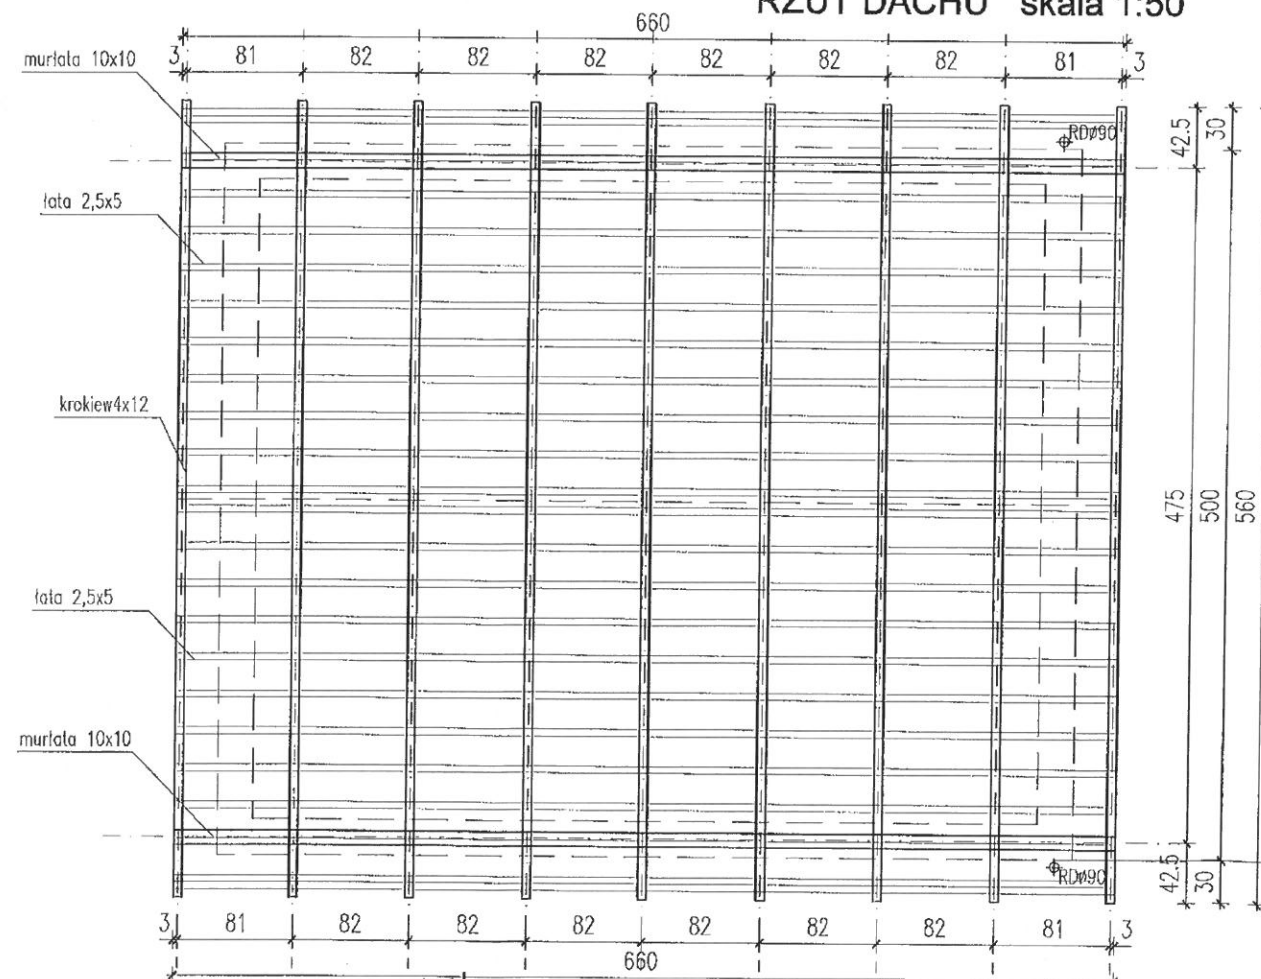 RZUT DACHU skala 1:50
660
3 81 82 82 82 82 82 82 81 3
murłata 10x10
RDØ90
42.5
30
łata 2,5x5
krokiew4x12
475
500
560
łata 2,5x5
murłata 10x10
RDØ90
42.5
30
3 81 82 82 82 82 82 82 81 3
660